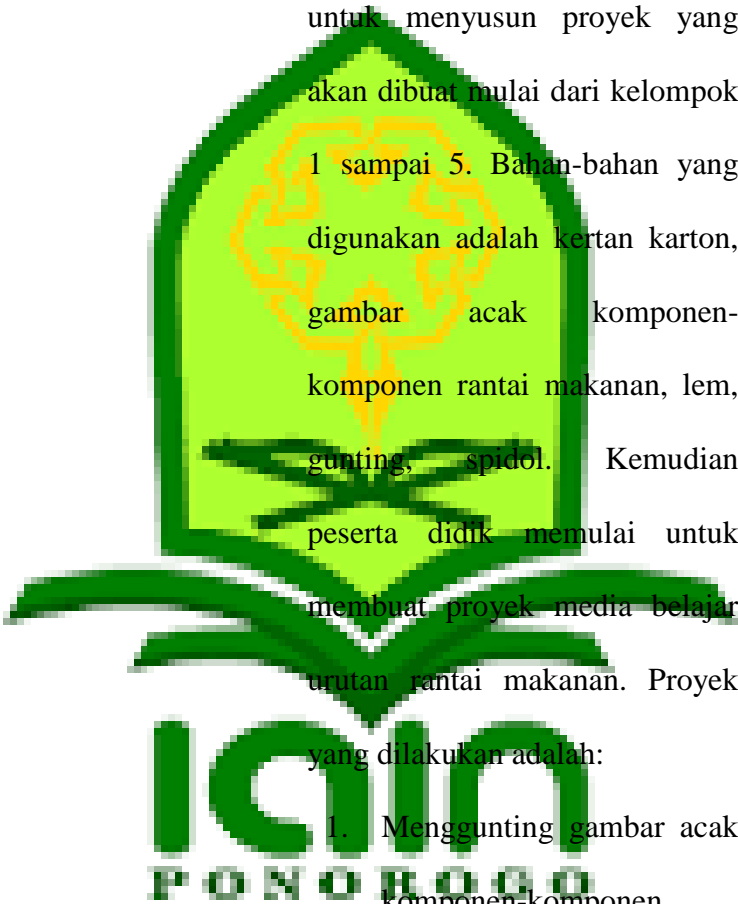 untuk menyusun proyek yang
akan dibuat mulai dari kelompok
1 sampai 5. Bahan-bahan yang
digunakan adalah kertan karton,
gambar acak komponen-
komponen rantai makanan, lem,
gunting, spidol. Kemudian
peserta didik memulai untuk
membuat proyek media belajar
urutan rantai makanan. Proyek
yang dilakukan adalah:
1. Menggunting gambar acak
komponen-komponen
iain
PONOROGO